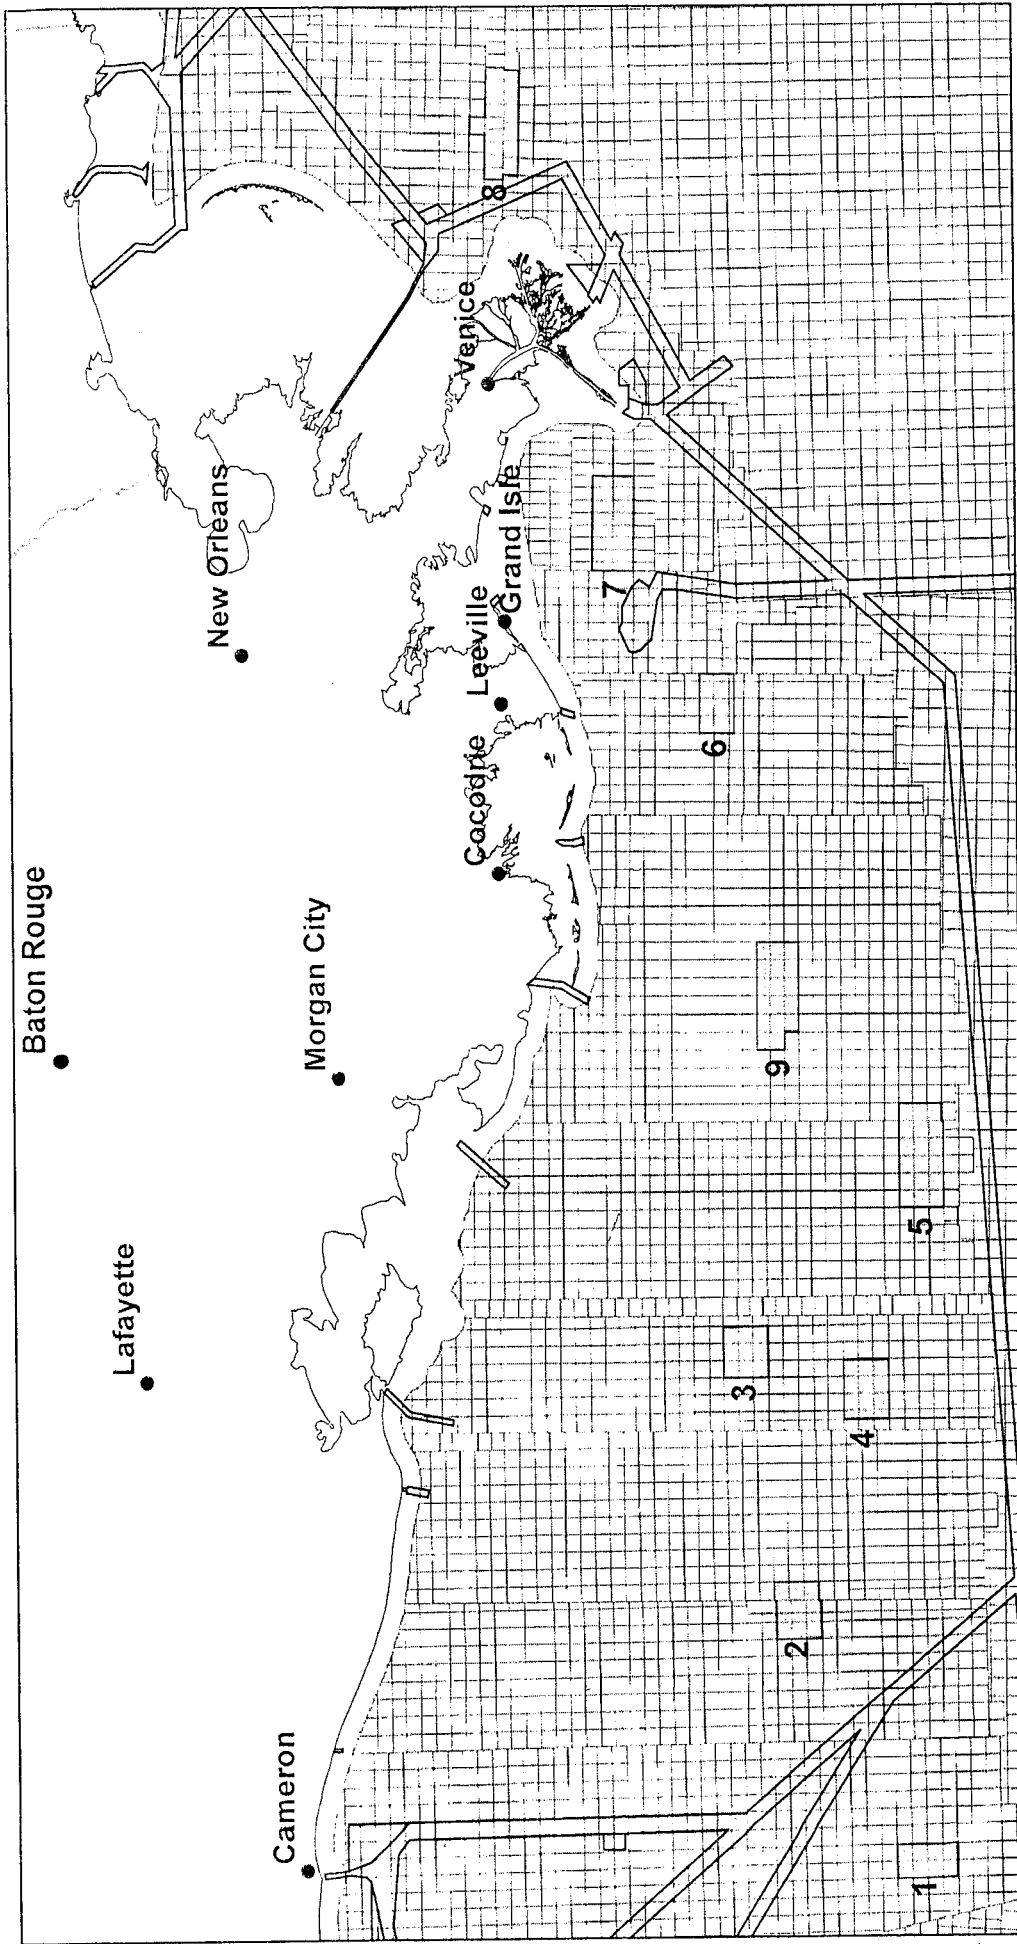 Baton Rouge
Lafayette
New Orleans
Morgan City
Cameron
Cocodrie
Leeville
Grand Isle
Venice
1
2
3
4
5
9
6
7
8